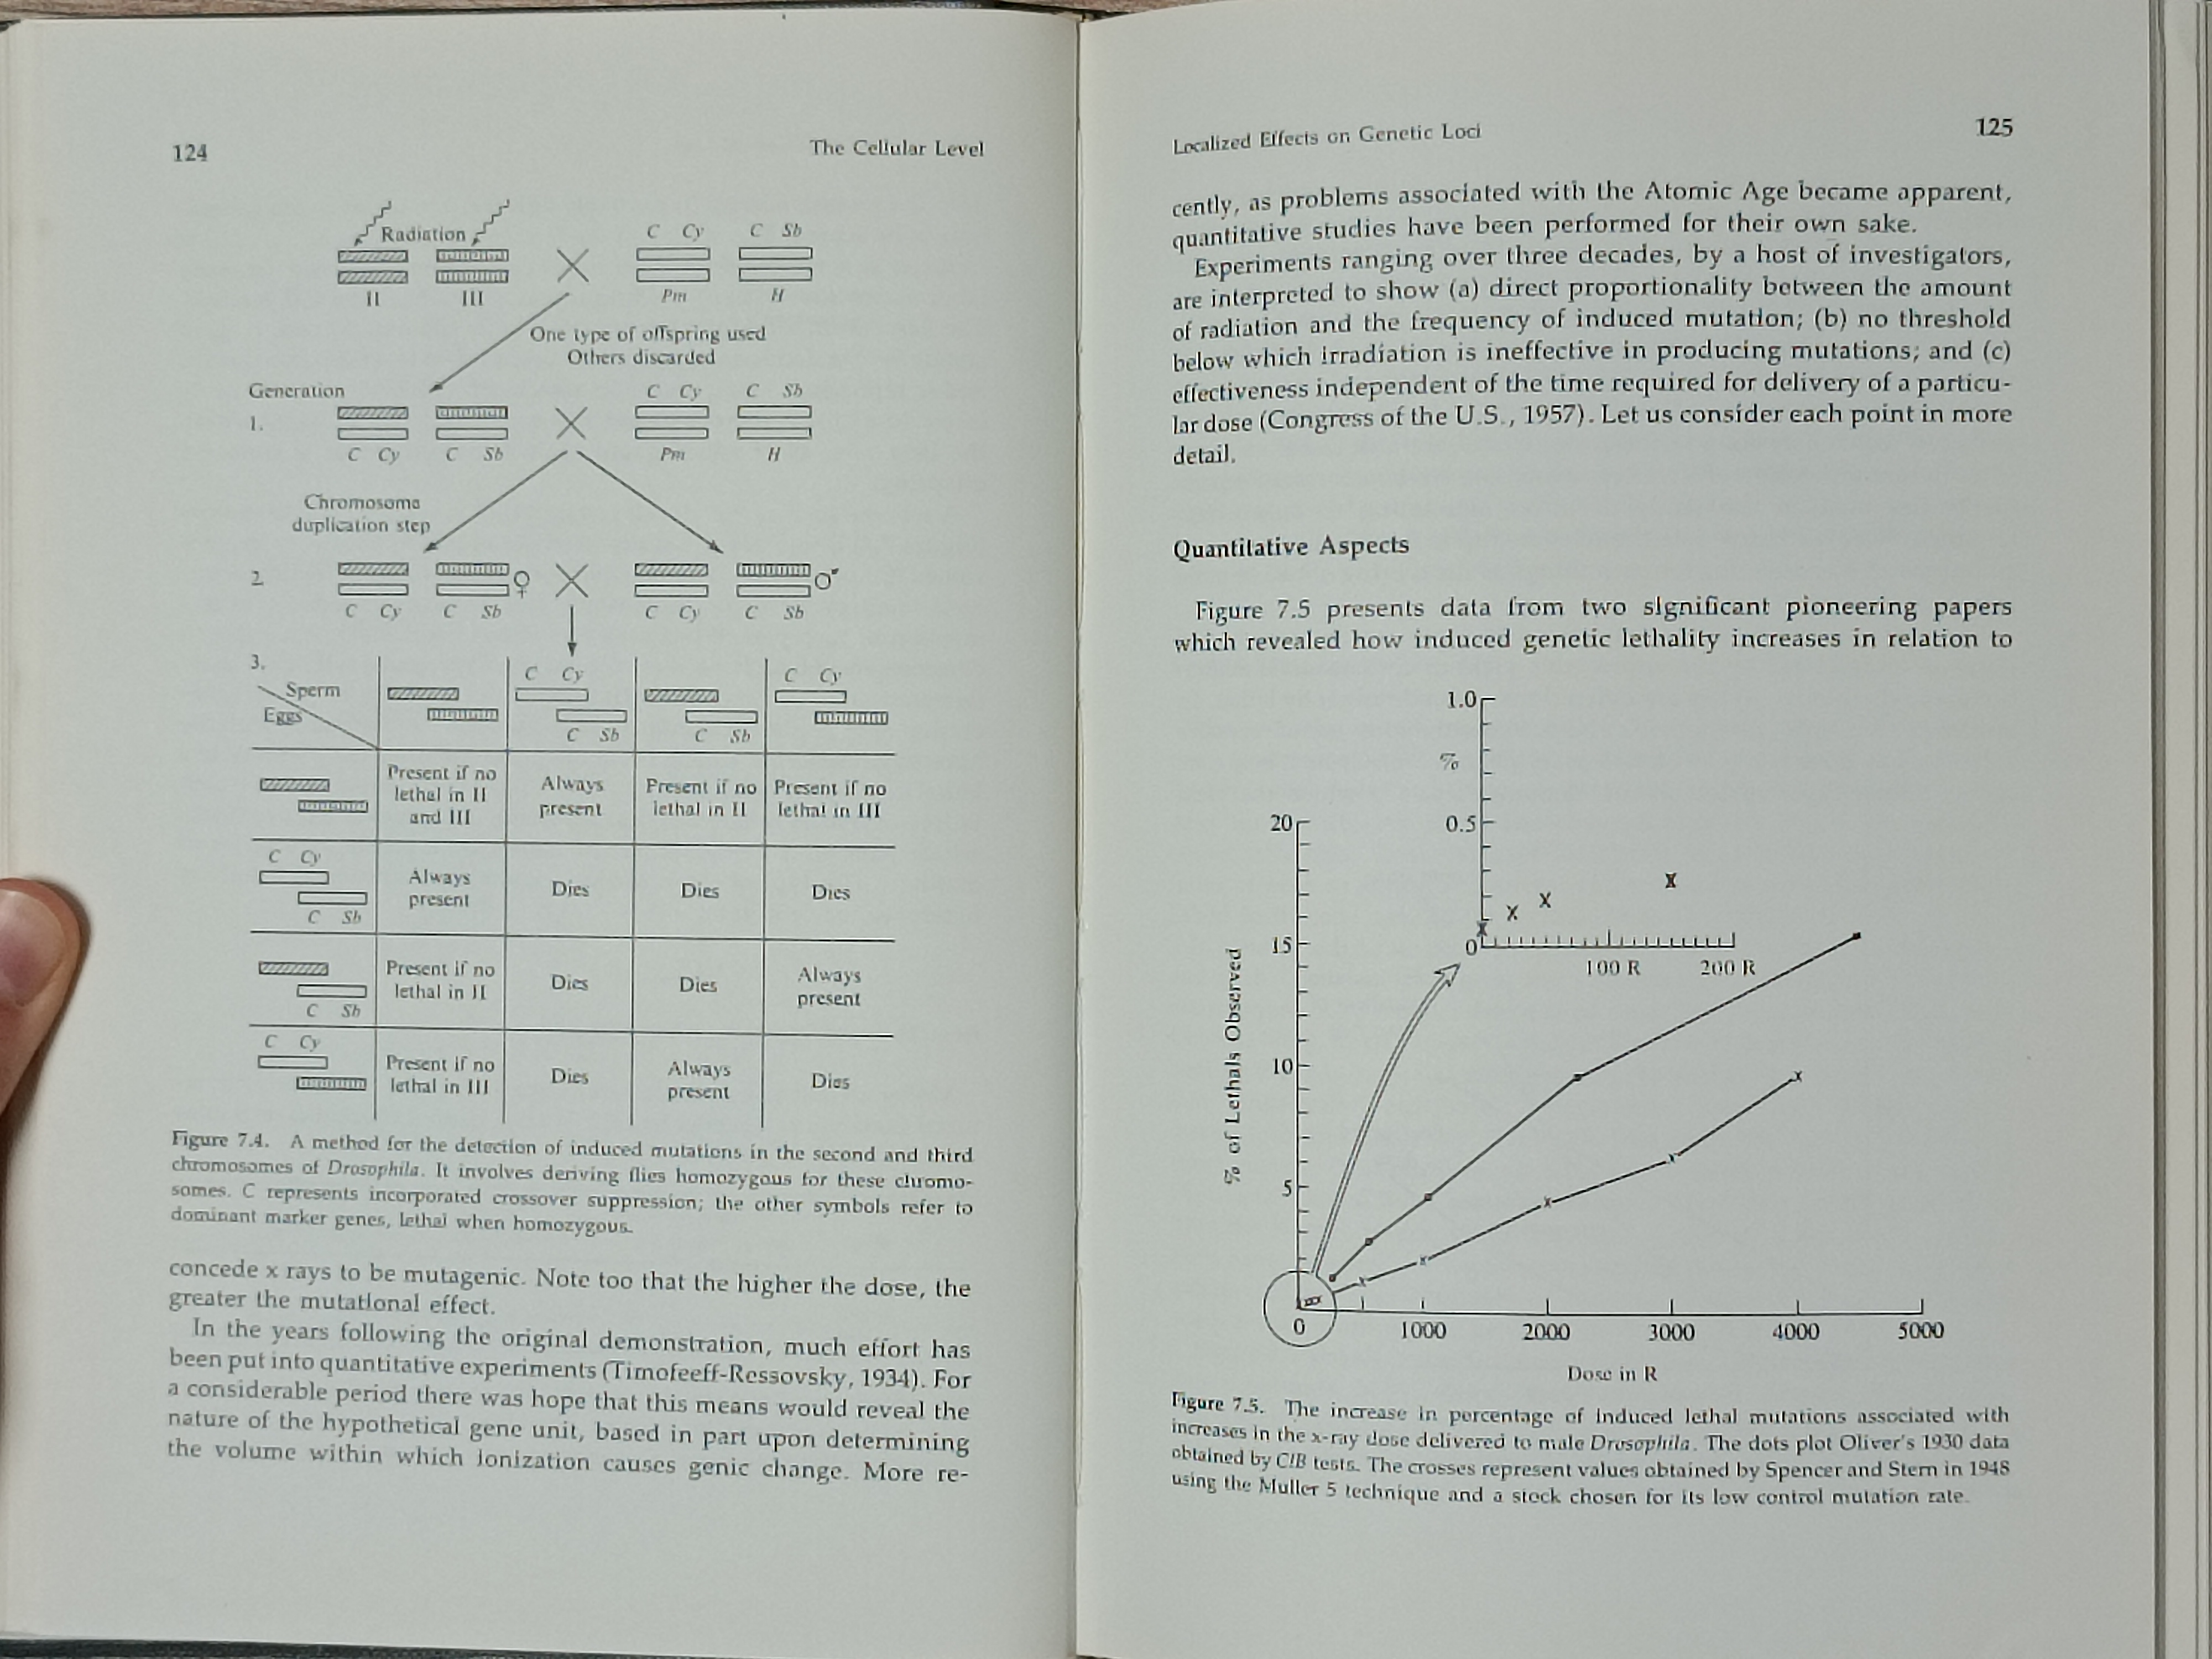 124
The Cellular Level
Radiation
C Cy C Sb
II III Pm H
One type of offspring used
Others discarded
Generation
C Cy C Sb
1.
C Cy C Sb Pm H
Chromosome
duplication step
2.
♀ ♂
C Cy C Sb C Cy C Sb
3.
Sperm
Eggs
C Cy C Cy
C Sb C Sb
Present if no
lethal in II
and III
Always
present
Present if no
lethal in II
Present if no
lethal in III
C Cy
C Sb
Always
present
Dies
Dies
Dies
C Sb
Present if no
lethal in II
Dies
Dies
Always
present
C Cy
Present if no
lethal in III
Dies
Always
present
Dies
Figure 7.4. A method for the detection of induced mutations in the second and third
chromosomes of Drosophila. It involves deriving flies homozygous for these chromo-
somes. C represents incorporated crossover suppression; the other symbols refer to
dominant marker genes, lethal when homozygous.
concede x rays to be mutagenic. Note too that the higher the dose, the
greater the mutational effect.
In the years following the original demonstration, much effort has
been put into quantitative experiments (Timofeeff-Ressovsky, 1934). For
a considerable period there was hope that this means would reveal the
nature of the hypothetical gene unit, based in part upon determining
the volume within which ionization causes genic change. More re-
Localized Effects on Genetic Loci
125
cently, as problems associated with the Atomic Age became apparent,
quantitative studies have been performed for their own sake.
Experiments ranging over three decades, by a host of investigators,
are interpreted to show (a) direct proportionality between the amount
of radiation and the frequency of induced mutation; (b) no threshold
below which irradiation is ineffective in producing mutations; and (c)
effectiveness independent of the time required for delivery of a particu-
lar dose (Congress of the U.S., 1957). Let us consider each point in more
detail.
Quantitative Aspects
Figure 7.5 presents data from two significant pioneering papers
which revealed how induced genetic lethality increases in relation to
1.0
%
0.5
0
100 R 200 R
20
15
10
5
% of Lethals Observed
0 1000 2000 3000 4000 5000
Dose in R
Figure 7.5. The increase in percentage of induced lethal mutations associated with
increases in the x-ray dose delivered to male Drosophila. The dots plot Oliver's 1930 data
obtained by ClB tests. The crosses represent values obtained by Spencer and Stern in 1948
using the Muller 5 technique and a stock chosen for its low control mutation rate.